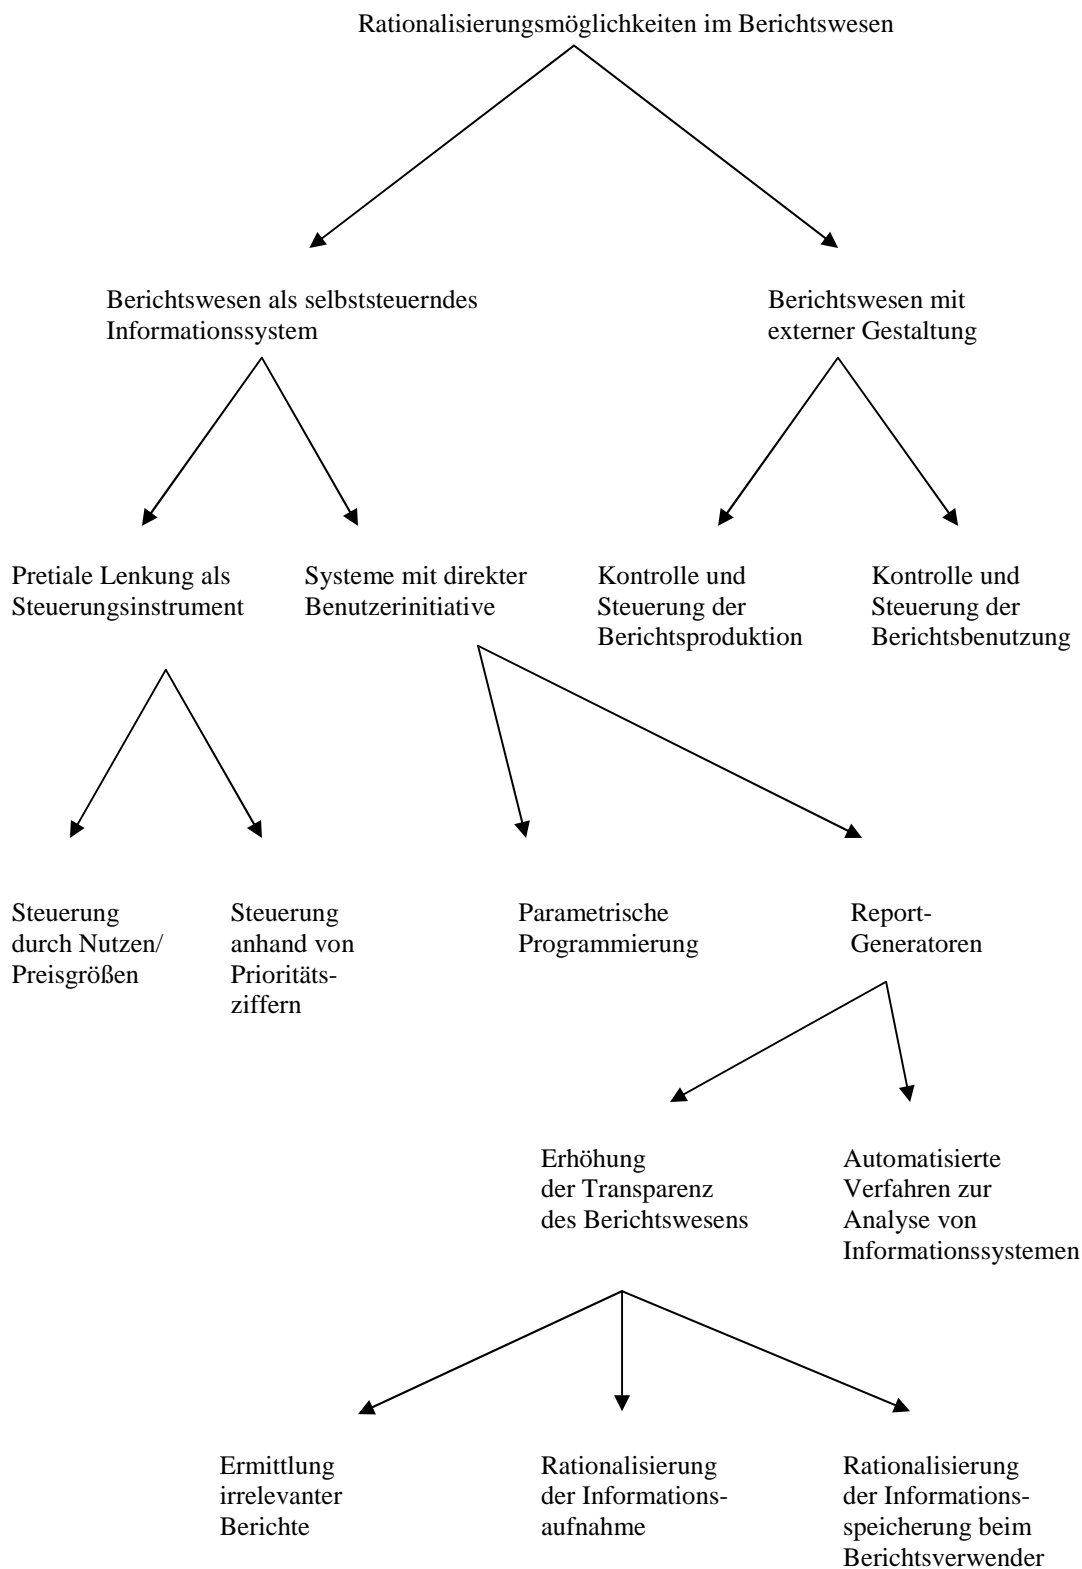 Rationalisierungsmöglichkeiten im Berichtswesen
Berichtswesen als selbststeuerndes
Informationssystem
Berichtswesen mit
externer Gestaltung
Pretiale Lenkung als
Steuerungsinstrument
Systeme mit direkter
Benutzerinitiative
Kontrolle und
Steuerung der
Berichtsproduktion
Kontrolle und
Steuerung der
Berichtsbenutzung
Steuerung
durch Nutzen/
Preisgrößen
Steuerung
anhand von
Prioritäts-
ziffern
Parametrische
Programmierung
Report-
Generatoren
Erhöhung
der Transparenz
des Berichtswesens
Automatisierte
Verfahren zur
Analyse von
Informationssystemen
Ermittlung
irrelevanter
Berichte
Rationalisierung
der Informations-
aufnahme
Rationalisierung
der Informations-
speicherung beim
Berichtsverwender